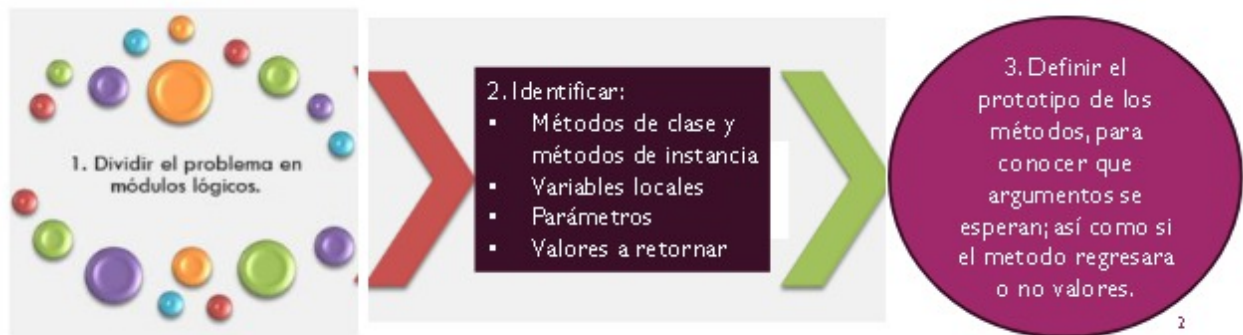 1. Dividir el problema en
módulos lógicos.
2. Identificar:
▪ Métodos de clase y
métodos de instancia
▪ Variables locales
▪ Parámetros
▪ Valores a retornar
3. Definir el
prototipo de los
métodos, para
conocer que
argumentos se
esperan; así como si
el metodo regresara
o no valores.
2